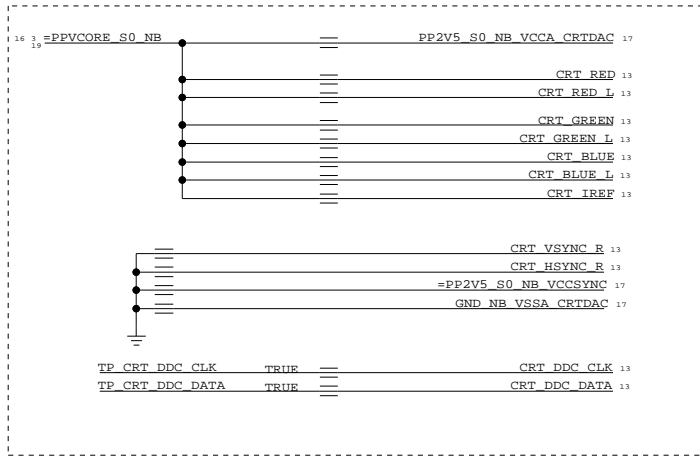 16 3 =PPVCORE_S0_NB PP2V5_S0_NB_VCCA_CRTDAC 17
19
CRT_RED 13
CRT_RED_L 13
CRT_GREEN 13
CRT_GREEN_L 13
CRT_BLUE 13
CRT_BLUE_L 13
CRT_IREF 13
CRT_VSYNC_R 13
CRT_HSYNC_R 13
=PP2V5_S0_NB_VCCSYNC 17
GND_NB_VSSA_CRTDAC 17
TP_CRT_DDC_CLK TRUE CRT_DDC_CLK 13
TP_CRT_DDC_DATA TRUE CRT_DDC_DATA 13